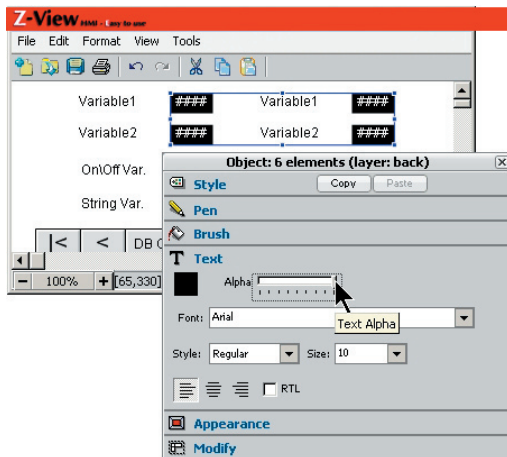 Z-View HMI - Easy to use
File Edit Format View Tools
Variable1 #### Variable1 ####
Variable2 #### Variable2 ####
On\Off Var.
String Var.
|< < DB
- 100% + [65,330]
Object: 6 elements (layer: back) X
Style Copy Paste
Pen
Brush
T Text
Alpha
Text Alpha
Font: Arial
Style: Regular Size: 10
RTL
Appearance
Modify